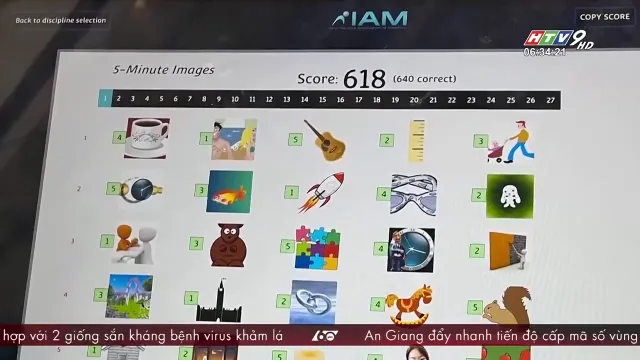 Back to discipline selection
IAM
COPY SCORE
HTV9 HD
06:34:21
5-Minute Images
Score: 618 (640 correct)
1 2 3 4 5 6 7 8 9 10 11 12 13 14 15 16 17 18 19 20 21 22 23 24 25 26 27
1 4 1 5 2 3
2 5 3 1 4 2
3 1 3 5 4 2
4 3 1 2 4 5
hợp với 2 giống sắn kháng bệnh virus khảm lá
60
An Giang đẩy nhanh tiến độ cấp mã số vùng